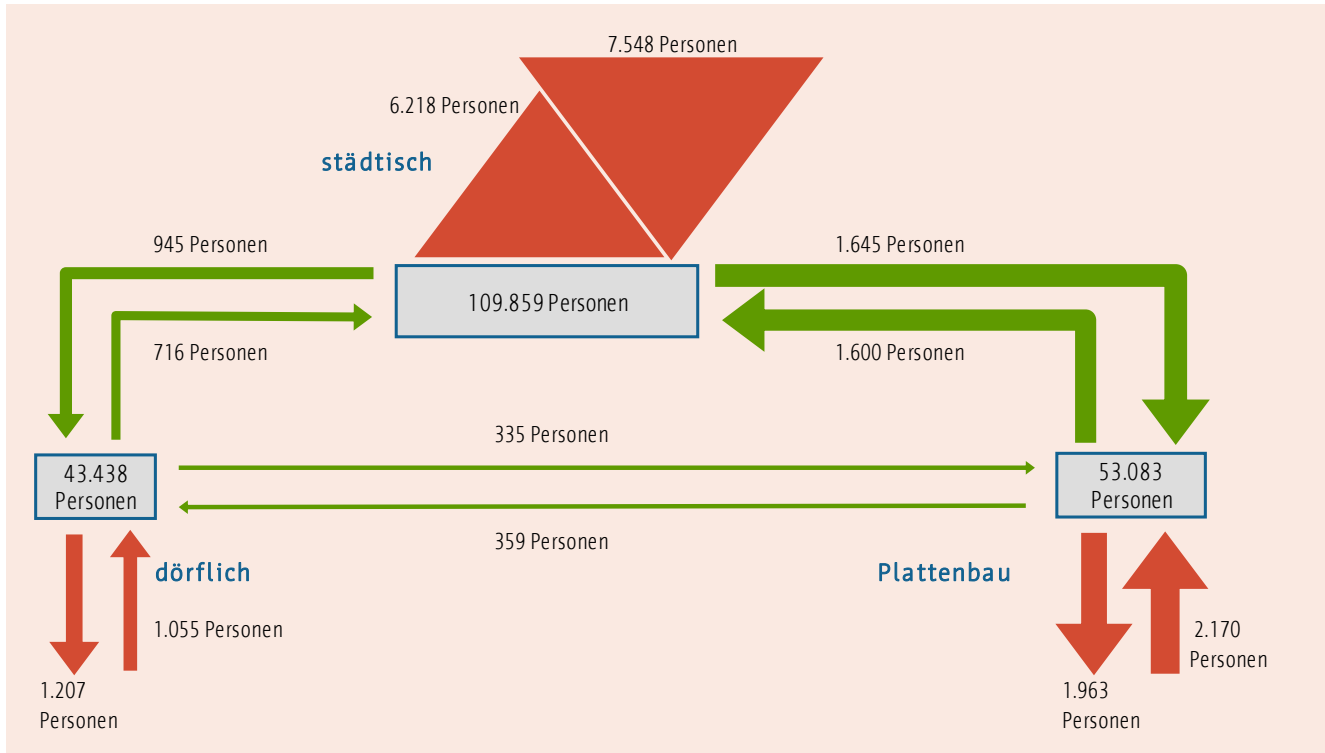 7.548 Personen
6.218 Personen
städtisch
945 Personen
1.645 Personen
109.859 Personen
716 Personen
1.600 Personen
335 Personen
43.438
Personen
53.083
Personen
359 Personen
dörflich
Plattenbau
1.055 Personen
2.170
Personen
1.207
Personen
1.963
Personen